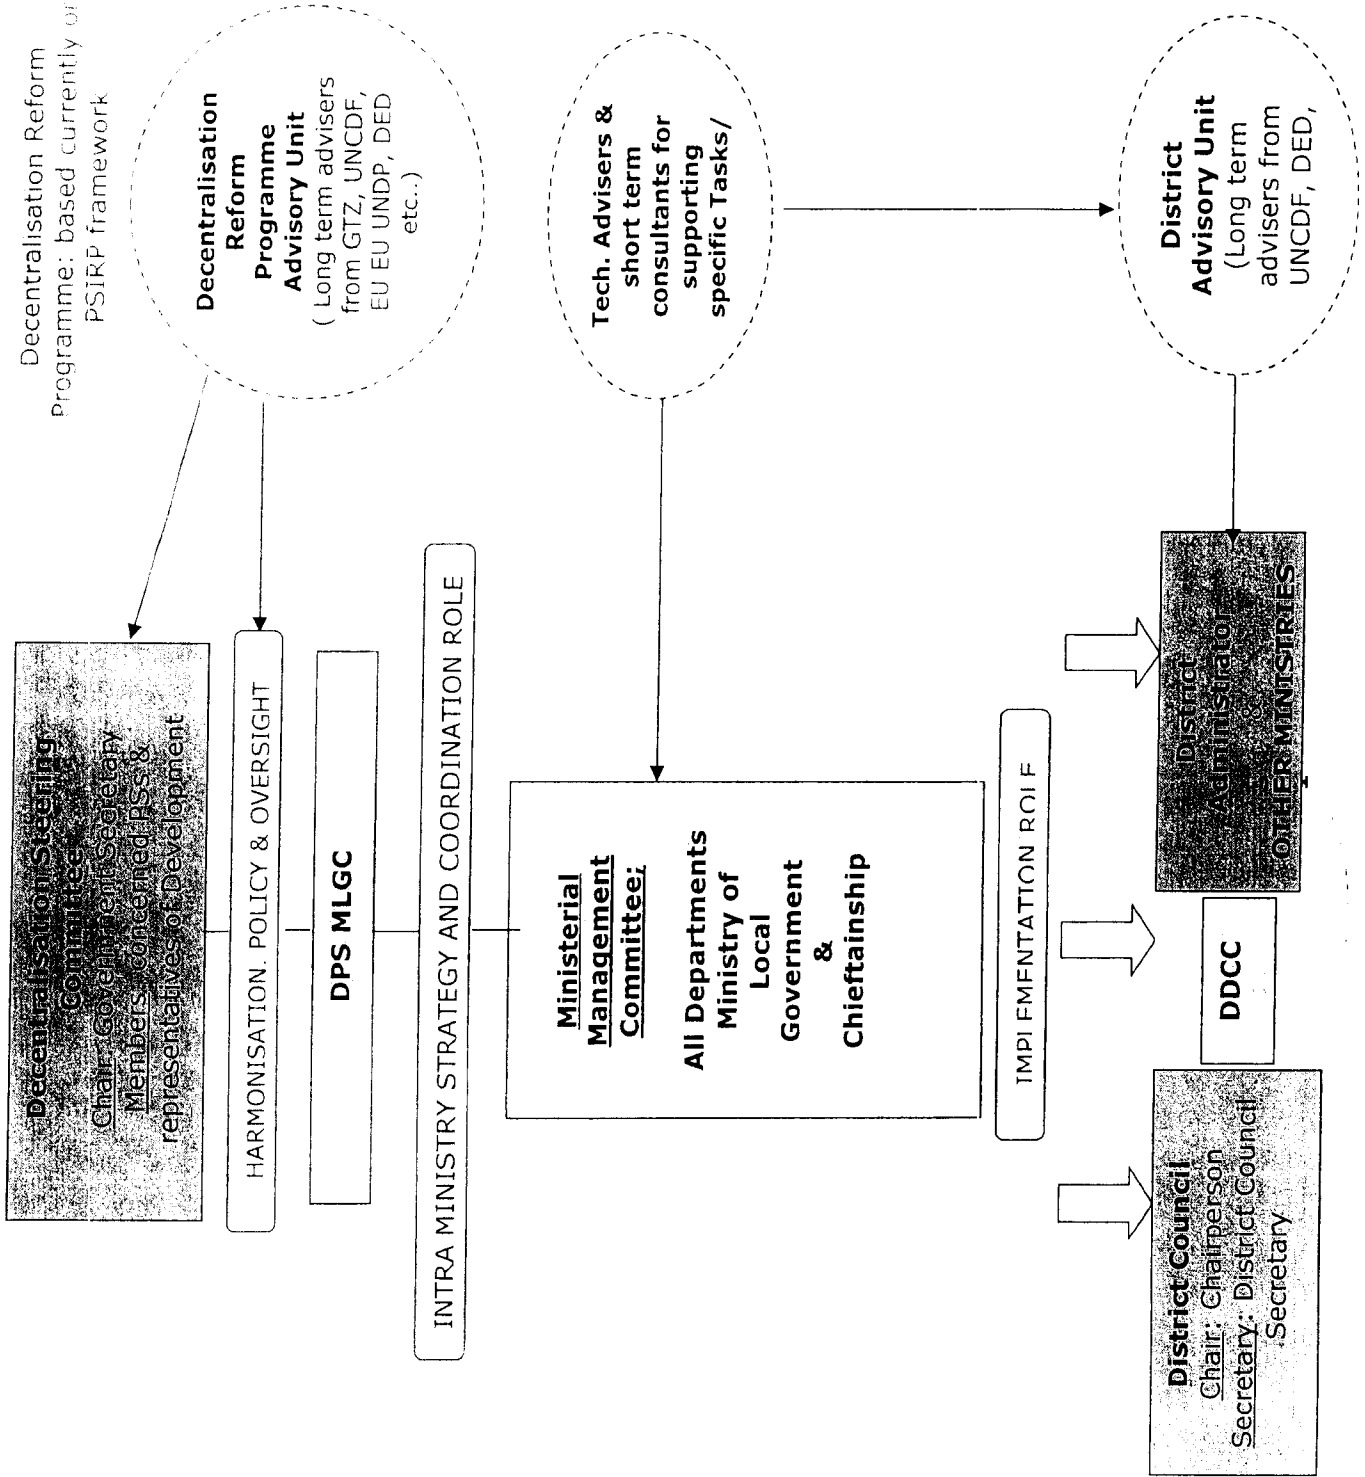 Decentralisation Reform
Programme: based currently
PSIRP framework
Decentralisation Steering
Committee
Chair: Government Secretary
Members: concerned PSs &
representatives of Development
Decentralisation
Reform
Programme
Advisory Unit
( Long term advisers
from GTZ, UNCDF,
EU EU UNDP, DED
etc..)
HARMONISATION. POLICY & OVERSIGHT
DPS MLGC
INTRA MINISTRY STRATEGY AND COORDINATION ROLE
Ministerial
Management
Committee;
All Departments
Ministry of
Local
Government
&
Chieftainship
Tech. Advisers &
short term
consultants for
supporting
specific Tasks/
IMPLEMENTATION ROLE
District Council
Chair: Chairperson
Secretary: District Council
Secretary
DDCC
District
Administrator
&
OTHER MINISTRIES
District
Advisory Unit
(Long term
advisers from
UNCDF, DED,